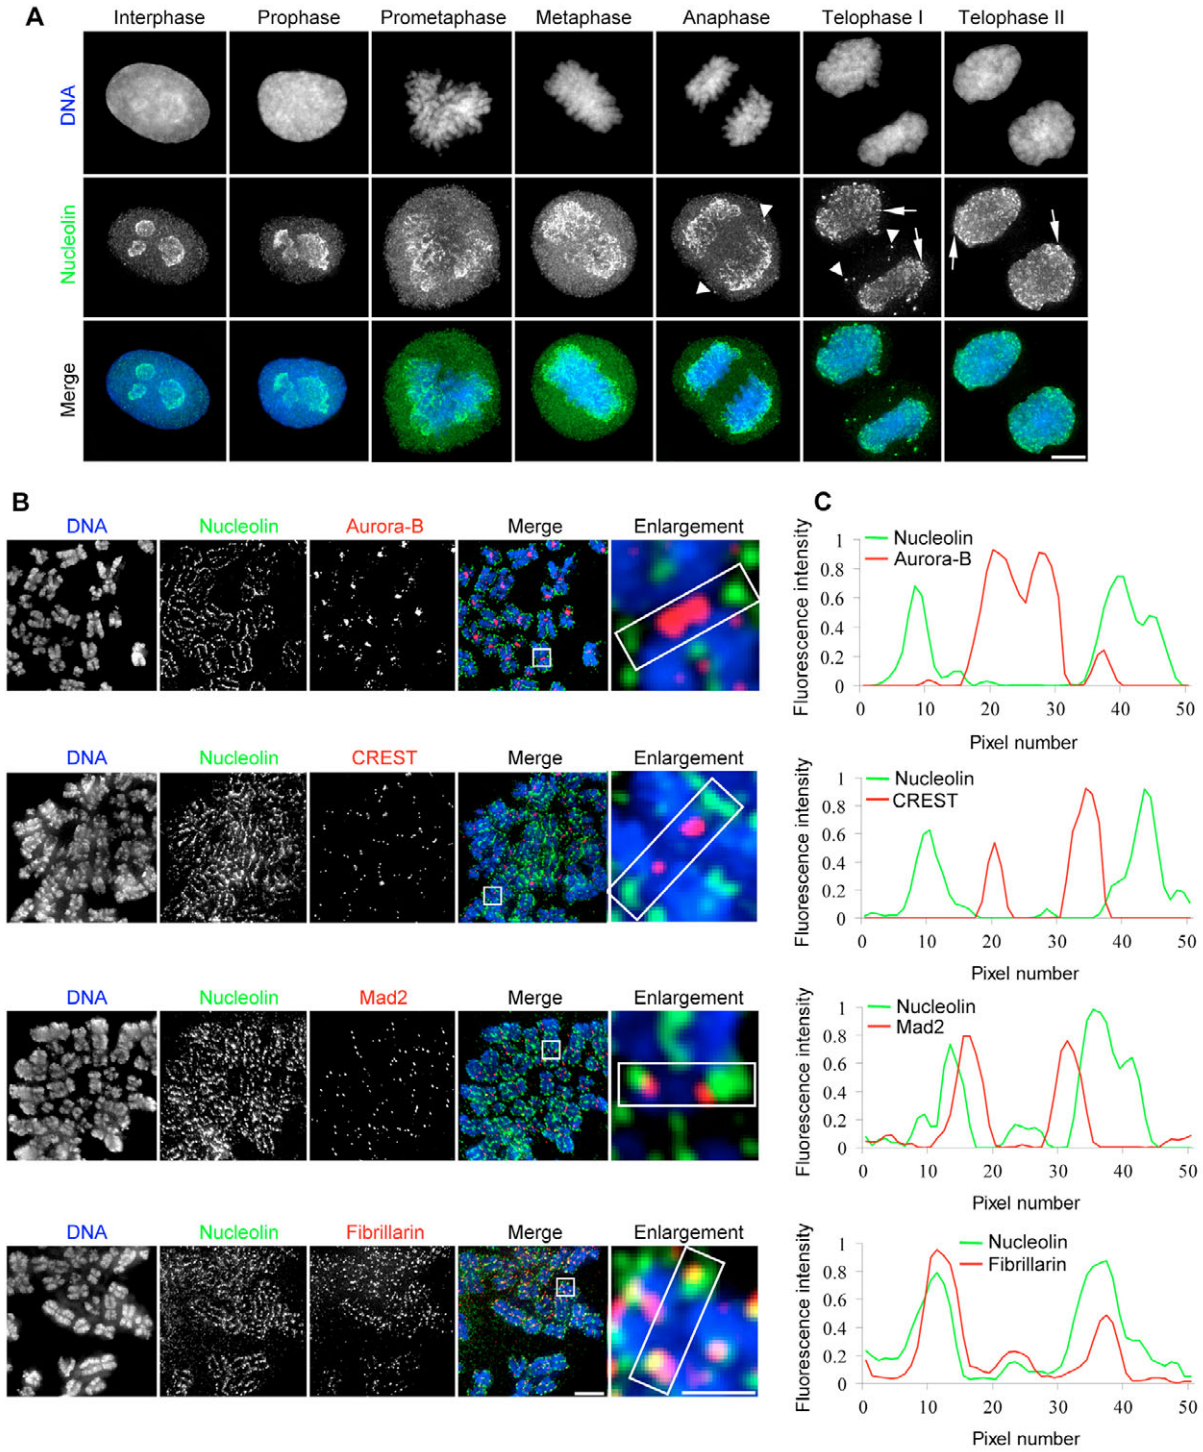 A
Interphase Prophase Prometaphase Metaphase Anaphase Telophase I Telophase II
DNA
Nucleolin
Merge
B
DNA Nucleolin Aurora-B Merge Enlargement
DNA Nucleolin CREST Merge Enlargement
DNA Nucleolin Mad2 Merge Enlargement
DNA Nucleolin Fibrillarin Merge Enlargement
C
Fluorescence intensity
Nucleolin
Aurora-B
1
0.8
0.6
0.4
0.2
0
0 10 20 30 40 50
Pixel number
Fluorescence intensity
Nucleolin
CREST
1
0.8
0.6
0.4
0.2
0
0 10 20 30 40 50
Pixel number
Fluorescence intensity
Nucleolin
Mad2
1
0.8
0.6
0.4
0.2
0
0 10 20 30 40 50
Pixel number
Fluorescence intensity
Nucleolin
Fibrillarin
1
0.8
0.6
0.4
0.2
0
0 10 20 30 40 50
Pixel number